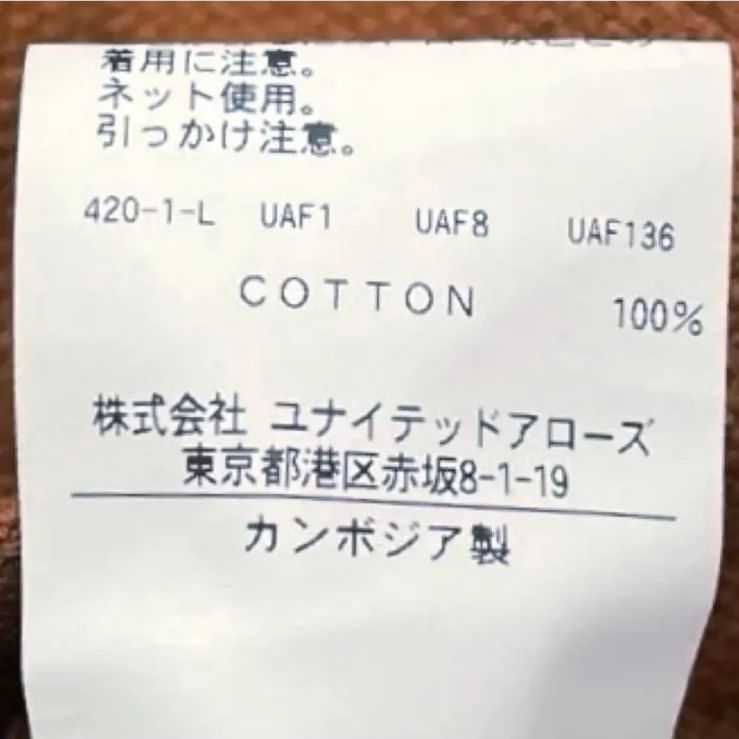 着用に注意。
ネット使用。
引っかけ注意。
420-1-L UAF1 UAF8 UAF136
COTTON 100%
株式会社 ユナイテッドアローズ
東京都港区赤坂8-1-19
カンボジア製